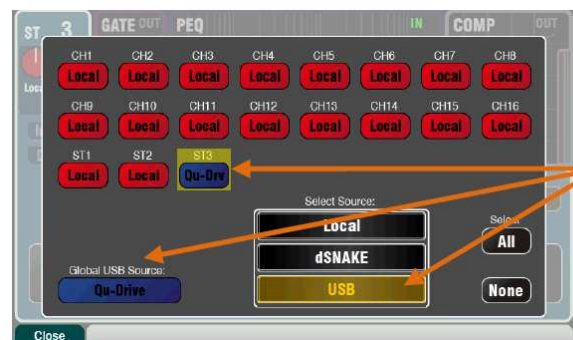 ST 3 GATE OUT PEQ IN COMP OUT
CH1 CH2 CH3 CH4 CH5 CH6 CH7 CH8
Local Local Local Local Local Local Local Local
CH9 CH10 CH11 CH12 CH13 CH14 CH15 CH16
Local Local Local Local Local Local Local Local
ST1 ST2 ST3
Local Local Qu-Drv
Select Source:
Local
dSNAKE
USB
Select
All
None
Global USB Source:
Qu-Drive
Close